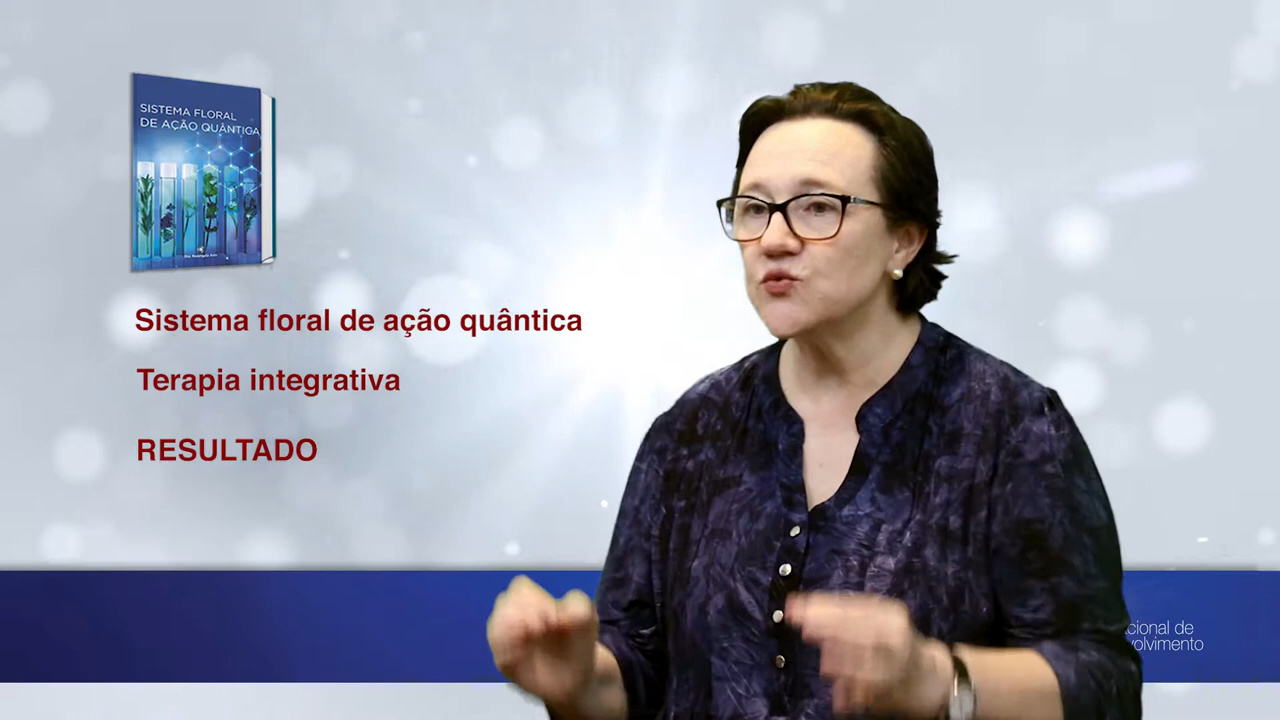 SISTEMA FLORAL
DE AÇÃO QUÂNTICA
Sistema floral de ação quântica
Terapia integrativa
RESULTADO
cional de
volvimento